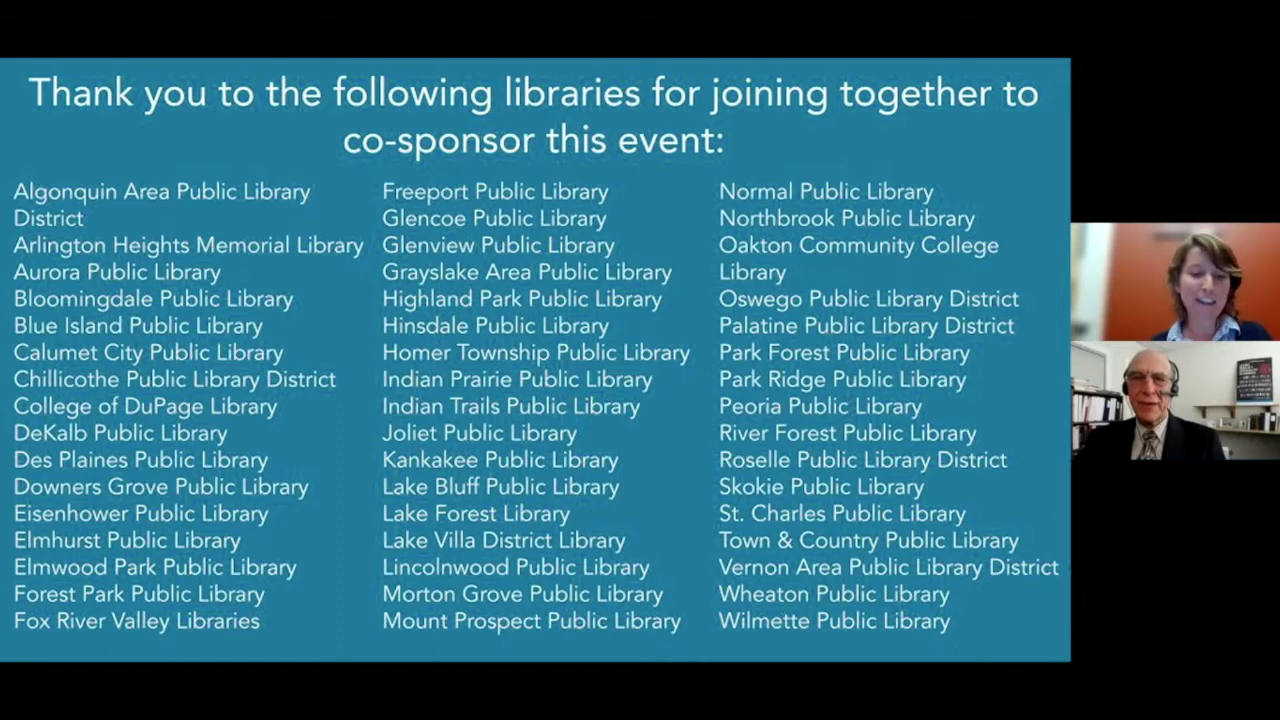 Thank you to the following libraries for joining together to
co-sponsor this event:
Algonquin Area Public Library
District
Arlington Heights Memorial Library
Aurora Public Library
Bloomingdale Public Library
Blue Island Public Library
Calumet City Public Library
Chillicothe Public Library District
College of DuPage Library
DeKalb Public Library
Des Plaines Public Library
Downers Grove Public Library
Eisenhower Public Library
Elmhurst Public Library
Elmwood Park Public Library
Forest Park Public Library
Fox River Valley Libraries
Freeport Public Library
Glencoe Public Library
Glenview Public Library
Grayslake Area Public Library
Highland Park Public Library
Hinsdale Public Library
Homer Township Public Library
Indian Prairie Public Library
Indian Trails Public Library
Joliet Public Library
Kankakee Public Library
Lake Bluff Public Library
Lake Forest Library
Lake Villa District Library
Lincolnwood Public Library
Morton Grove Public Library
Mount Prospect Public Library
Normal Public Library
Northbrook Public Library
Oakton Community College
Library
Oswego Public Library District
Palatine Public Library District
Park Forest Public Library
Park Ridge Public Library
Peoria Public Library
River Forest Public Library
Roselle Public Library District
Skokie Public Library
St. Charles Public Library
Town & Country Public Library
Vernon Area Public Library District
Wheaton Public Library
Wilmette Public Library